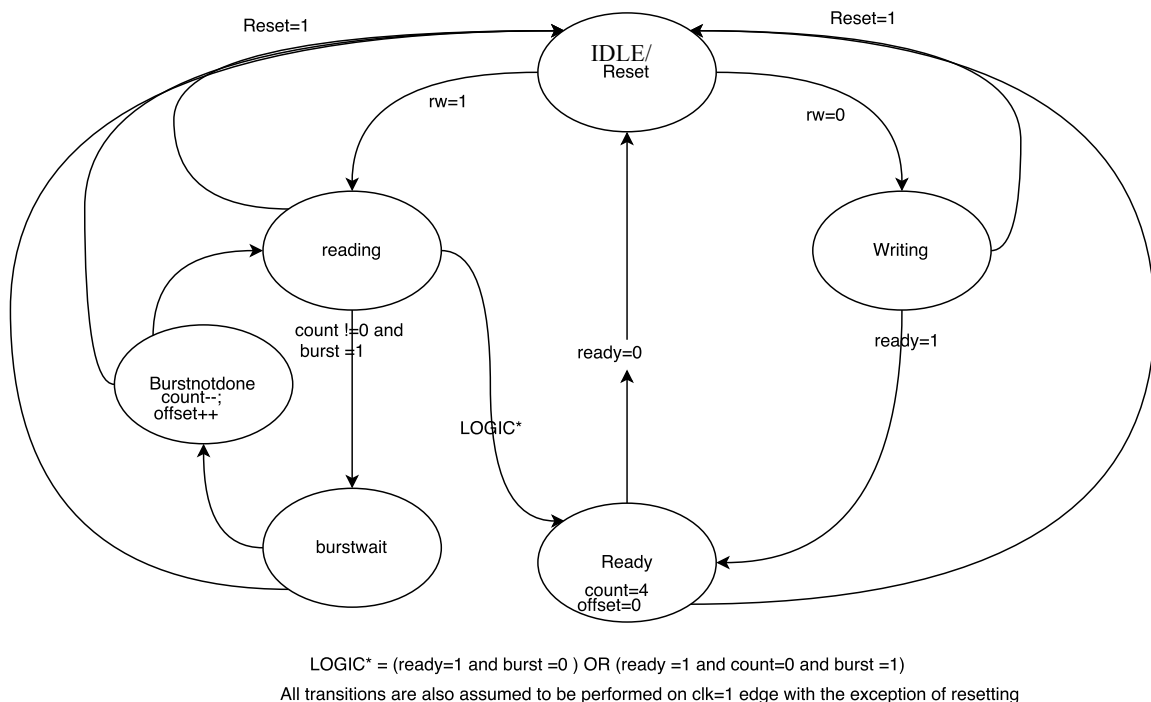 Reset=1
Reset=1
IDLE/
Reset
rw=1
rw=0
reading
Writing
count !=0 and
burst =1
ready=1
ready=0
Burstnotdone
count--;
offset++
LOGIC*
burstwait
Ready
count=4
offset=0
LOGIC* = (ready=1 and burst =0 ) OR (ready =1 and count=0 and burst =1)
All transitions are also assumed to be performed on clk=1 edge with the exception of resetting